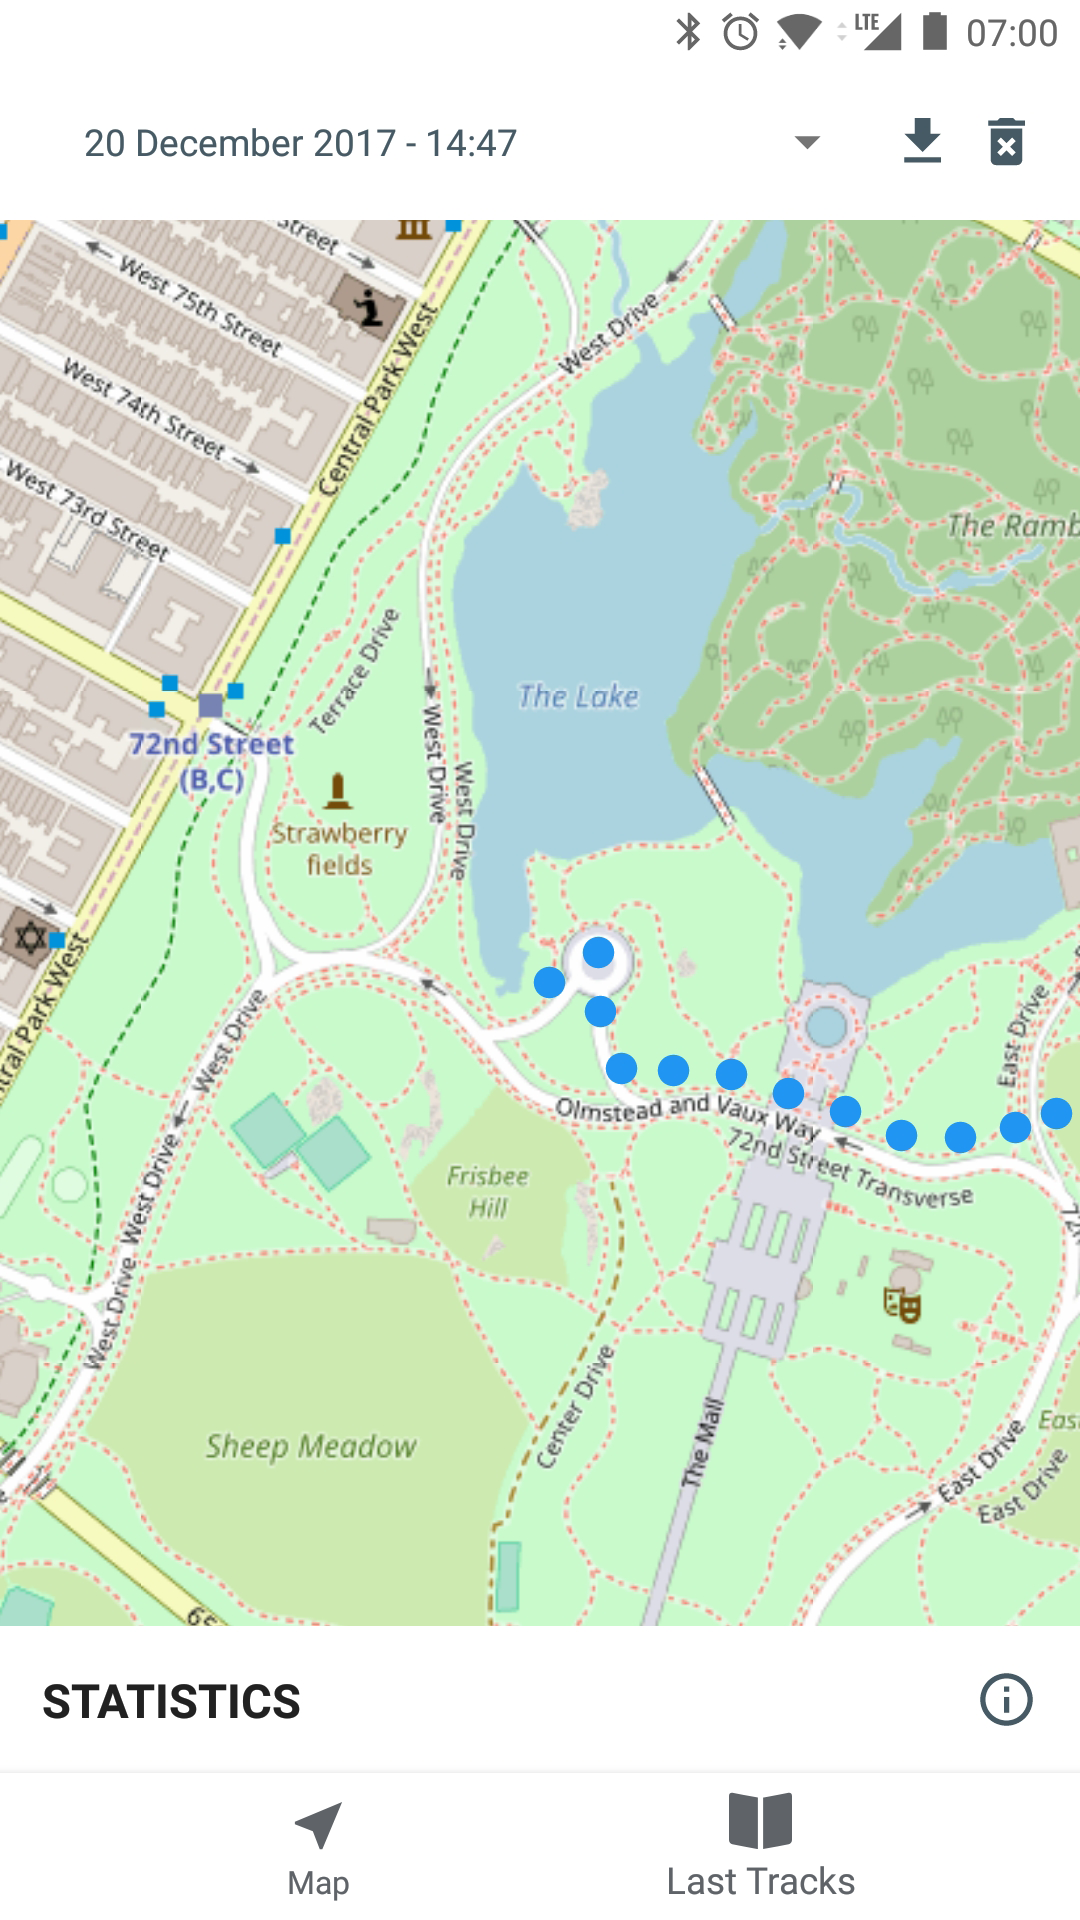 LTE 07:00
20 December 2017 - 14:47
Street
West 75th Street
West Drive
West 74th Street
Central Park West
West 73rd Street
The Ramb
Terrace Drive
The Lake
72nd Street
(B,C)
West Drive
West Drive
Strawberry
fields
tral Park West
West Drive
East Drive
Olmstead and Vaux Way
72nd Street Transverse
West Drive
Frisbee
Hill
West Drive
Center Drive
The Mall
Sheep Meadow
East
East Drive
East Drive
65
STATISTICS
Map
Last Tracks